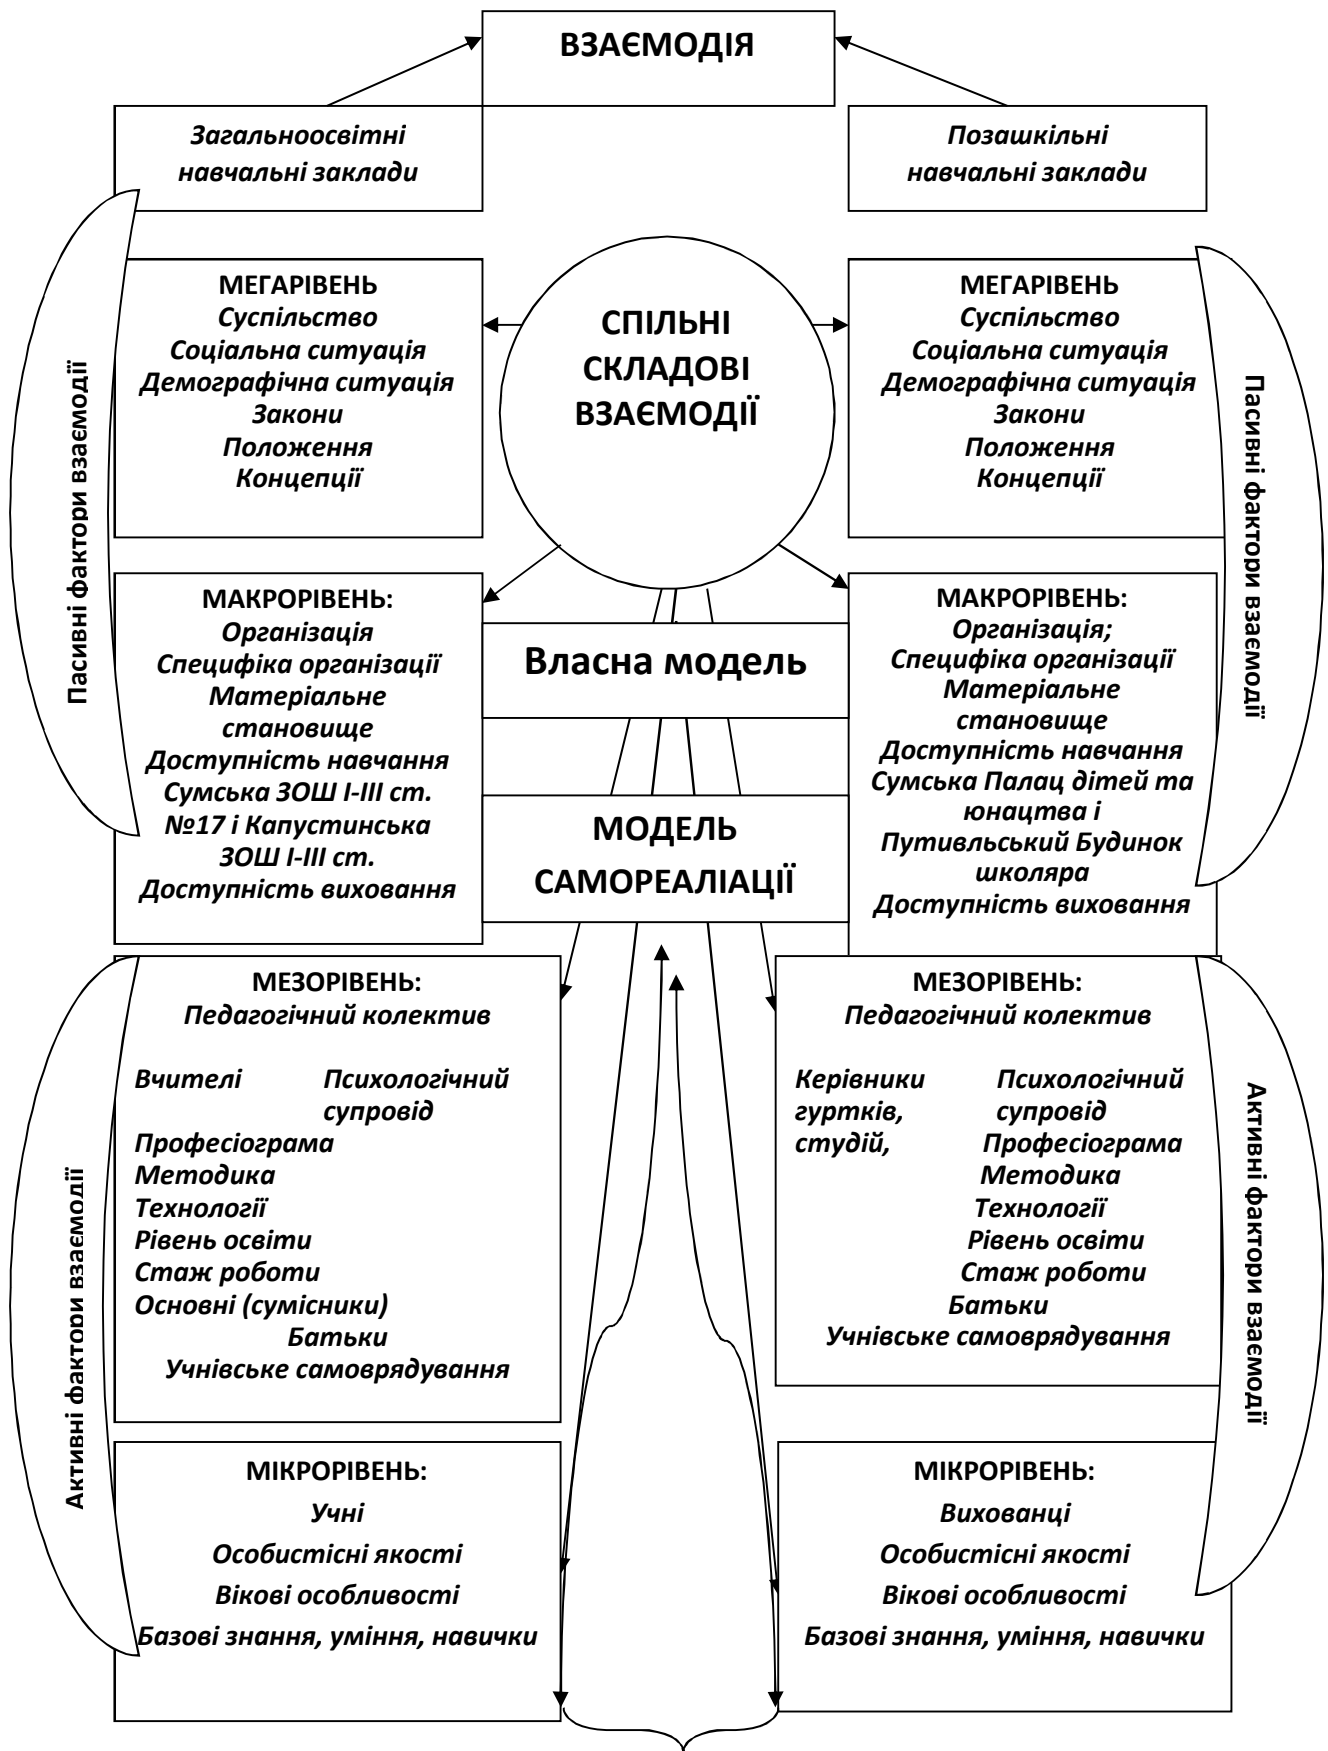 ВЗАЄМОДІЯ
Загальноосвітні
навчальні заклади
Позашкільні
навчальні заклади
Пасивні фактори взаємодії
МЕГАРІВЕНЬ
Суспільство
Соціальна ситуація
Демографічна ситуація
Закони
Положення
Концепції
СПІЛЬНІ
СКЛАДОВІ
ВЗАЄМОДІЇ
МЕГАРІВЕНЬ
Суспільство
Соціальна ситуація
Демографічна ситуація
Закони
Положення
Концепції
Пасивні фактори взаємодії
МАКРОРІВЕНЬ:
Організація
Специфіка організації
Матеріальне
становище
Доступність навчання
Сумська ЗОШ І-ІІІ ст.
№17 і Капустинська
ЗОШ І-ІІІ ст.
Доступність виховання
Власна модель
МОДЕЛЬ
САМОРЕАЛІАЦІЇ
МАКРОРІВЕНЬ:
Організація;
Специфіка організації
Матеріальне
становище
Доступність навчання
Сумська Палац дітей та
юнацтва і
Путивльський Будинок
школяра
Доступність виховання
Активні фактори взаємодії
МЕЗОРІВЕНЬ:
Педагогічний колектив
Вчителі Психологічний
супровід
Професіограма
Методика
Технології
Рівень освіти
Стаж роботи
Основні (сумісники)
Батьки
Учнівське самоврядування
МЕЗОРІВЕНЬ:
Педагогічний колектив
Керівники Психологічний
гуртків, супровід
студій, Професіограма
Методика
Технології
Рівень освіти
Стаж роботи
Батьки
Учнівське самоврядування
Активні фактори взаємодії
МІКРОРІВЕНЬ:
Учні
Особистісні якості
Вікові особливості
Базові знання, уміння, навички
МІКРОРІВЕНЬ:
Вихованці
Особистісні якості
Вікові особливості
Базові знання, уміння, навички